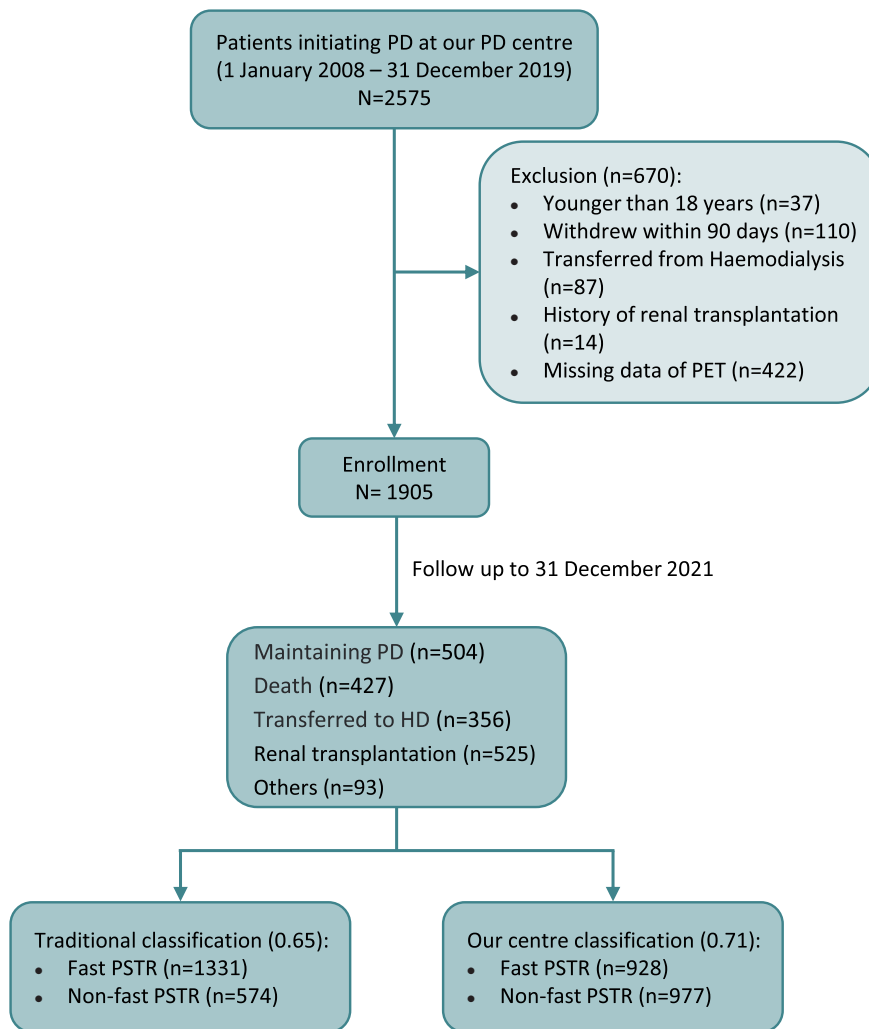 Patients initiating PD at our PD centre
(1 January 2008 – 31 December 2019)
N=2575
Exclusion (n=670):
• Younger than 18 years (n=37)
• Withdrew within 90 days (n=110)
• Transferred from Haemodialysis
(n=87)
• History of renal transplantation
(n=14)
• Missing data of PET (n=422)
Enrollment
N= 1905
Follow up to 31 December 2021
Maintaining PD (n=504)
Death (n=427)
Transferred to HD (n=356)
Renal transplantation (n=525)
Others (n=93)
Traditional classification (0.65):
• Fast PSTR (n=1331)
• Non-fast PSTR (n=574)
Our centre classification (0.71):
• Fast PSTR (n=928)
• Non-fast PSTR (n=977)